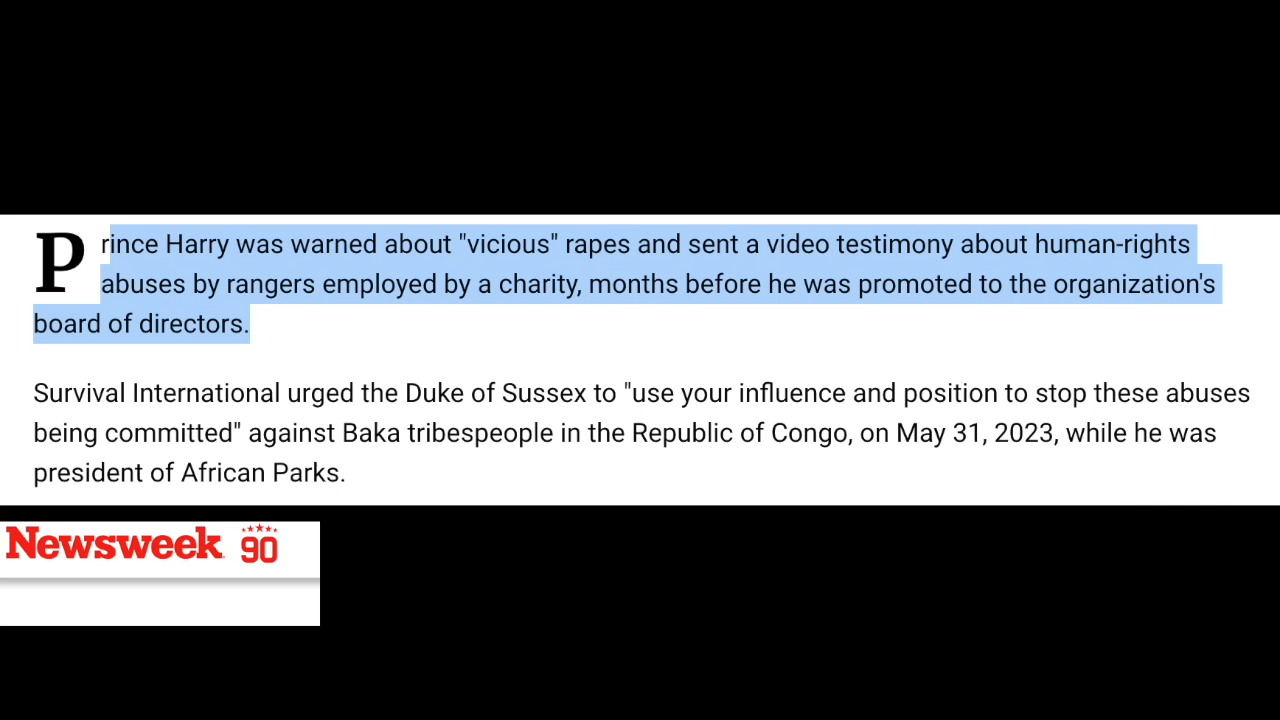 Prince Harry was warned about "vicious" rapes and sent a video testimony about human-rights
abuses by rangers employed by a charity, months before he was promoted to the organization's
board of directors.
Survival International urged the Duke of Sussex to "use your influence and position to stop these abuses
being committed" against Baka tribespeople in the Republic of Congo, on May 31, 2023, while he was
president of African Parks.
Newsweek 90